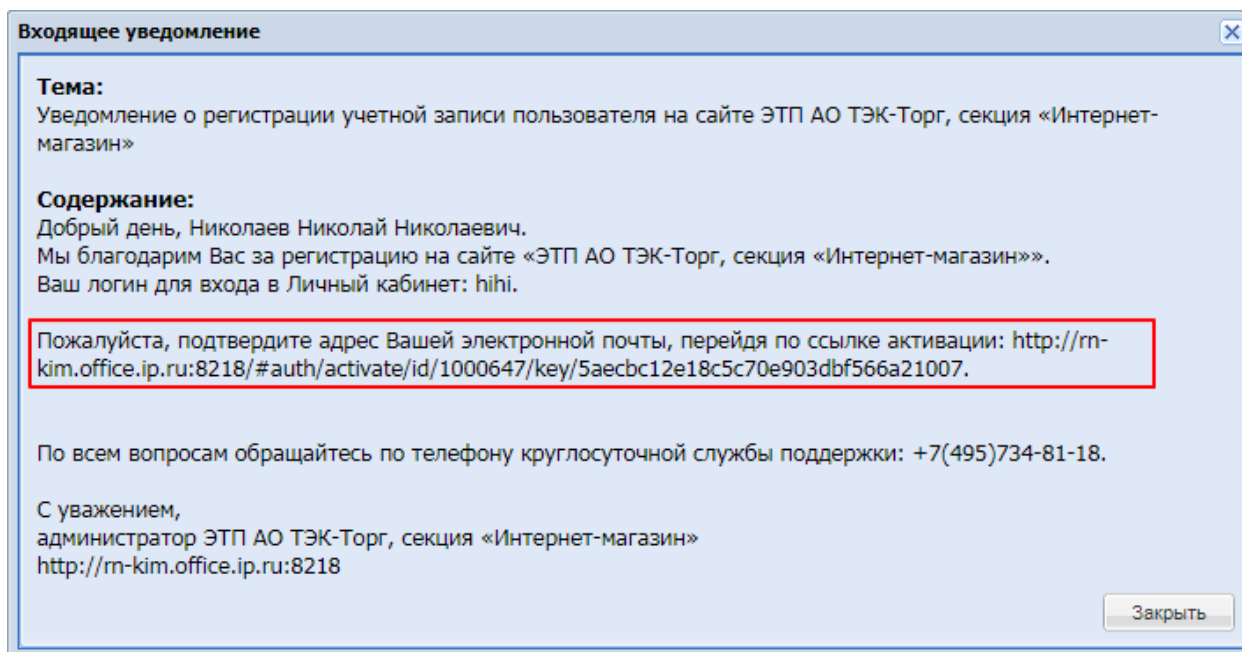 Входящее уведомление
Тема:
Уведомление о регистрации учетной записи пользователя на сайте ЭТП АО ТЭК-Торг, секция «Интернет-
магазин»
Содержание:
Добрый день, Николаев Николай Николаевич.
Мы благодарим Вас за регистрацию на сайте «ЭТП АО ТЭК-Торг, секция «Интернет-магазин»».
Ваш логин для входа в Личный кабинет: hihi.
Пожалуйста, подтвердите адрес Вашей электронной почты, перейдя по ссылке активации: http://rn-
kim.office.ip.ru:8218/#auth/activate/id/1000647/key/5aecbc12e18c5c70e903dbf566a21007.
По всем вопросам обращайтесь по телефону круглосуточной службы поддержки: +7(495)734-81-18.
С уважением,
администратор ЭТП АО ТЭК-Торг, секция «Интернет-магазин»
http://rn-kim.office.ip.ru:8218
Закрыть